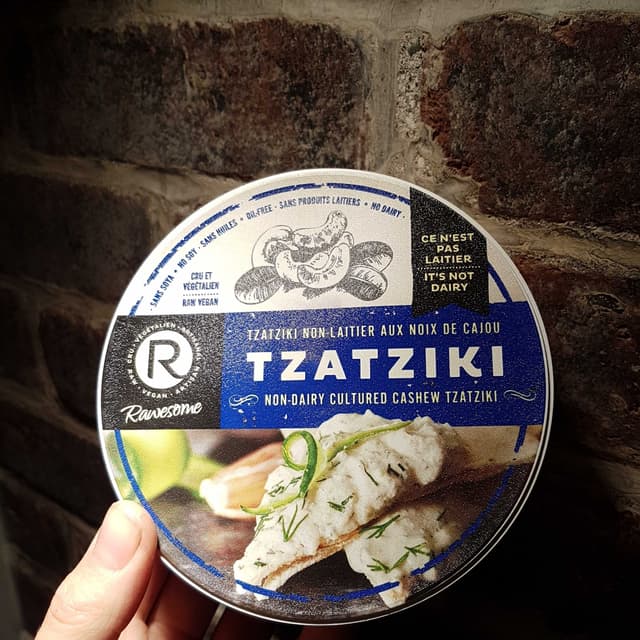 SANS SOYA • NO SOY • SANS HUILES • OIL-FREE • SANS PRODUITS LAITIERS • NO DAIRY •
CRU ET
VÉGÉTALIEN
RAW VEGAN
CE N'EST
PAS
LAITIER
IT'S NOT
DAIRY
R
Rawesome
TZATZIKI NON-LAITIER AUX NOIX DE CAJOU
TZATZIKI
NON-DAIRY CULTURED CASHEW TZATZIKI